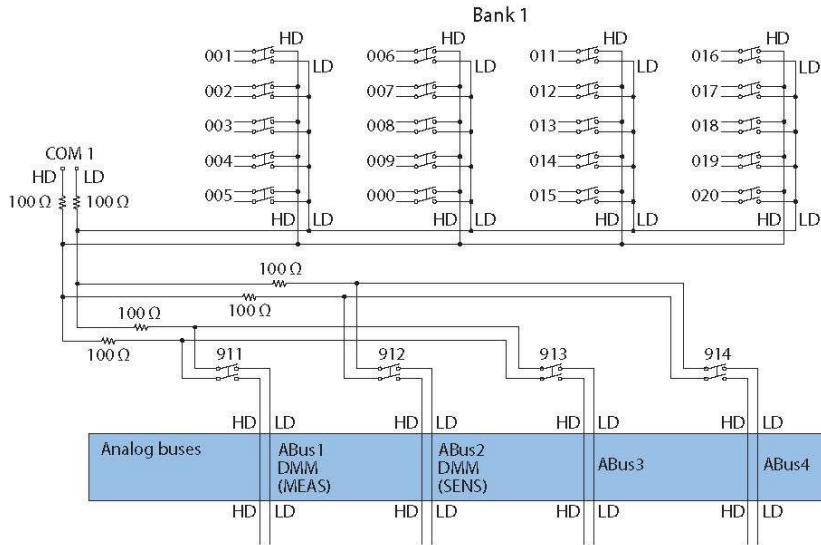 Bank 1
HD HD HD HD
001 006 011 016
LD LD LD LD
002 007 012 017
003 008 013 018
COM 1
004 009 014 019
HD LD
005 000 015 020
100 Ω 100 Ω
HD LD HD LD HD LD HD LD
100 Ω
100 Ω
100 Ω
100 Ω
911 912 913 914
HD LD HD LD HD LD HD LD
Analog buses
ABus1
DMM
(MEAS)
ABus2
DMM
(SENS)
ABus3
ABus4
HD LD HD LD HD LD HD LD